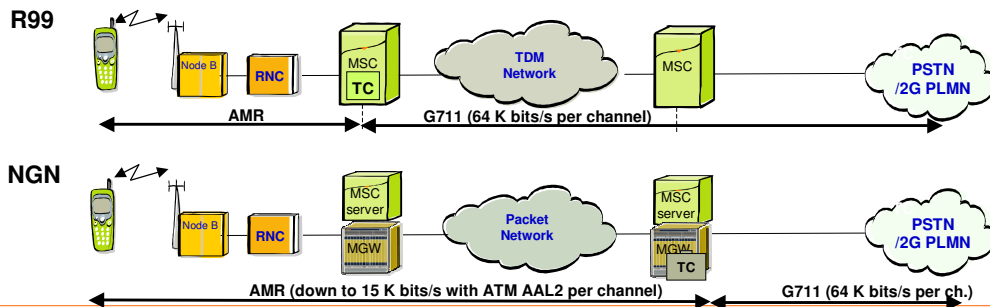 R99
Node B
RNC
MSC
TC
TDM
Network
MSC
PSTN
/2G PLMN
AMR
G711 (64 K bits/s per channel)
NGN
Node B
RNC
MSC
server
MGW
Packet
Network
MSC
server
MGW
TC
PSTN
/2G PLMN
AMR (down to 15 K bits/s with ATM AAL2 per channel)
G711 (64 K bits/s per ch.)